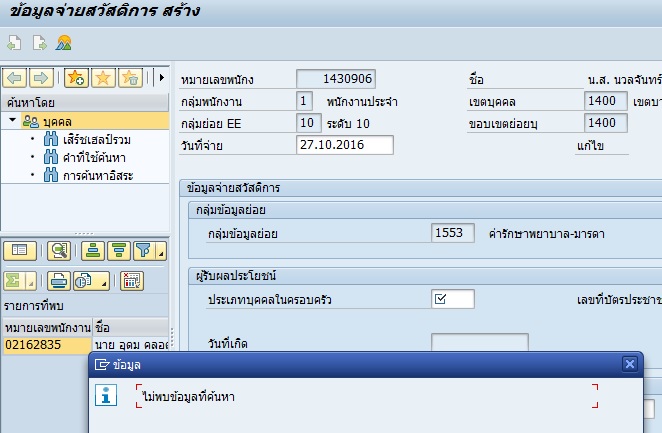 ข้อมูลจ่ายสวัสดิการ สร้าง
หมายเลขพนักง 1430906 ชื่อ น.ส. นวลจันทร์
กลุ่มพนักงาน 1 พนักงานประจำ เขตบุคคล 1400
กลุ่มย่อย EE 10 ระดับ 10 ขอบเขตย่อยบุ 1400
วันที่จ่าย 27.10.2016 แก้ไข
ค้นหาโดย
บุคคล
เสิร์ชเฮลป์รวม
คำที่ใช้ค้นหา
การค้นหาอิสระ
ข้อมูลจ่ายสวัสดิการ
กลุ่มข้อมูลย่อย
กลุ่มข้อมูลย่อย 1553 ค่ารักษาพยาบาล-มารดา
ผู้รับผลประโยชน์
ประเภทบุคคลในครอบครัว เลขที่บัตรประชาช
วันที่เกิด
รายการที่พบ
หมายเลขพนักงาน ชื่อ
02162835 นาย อุดม คลอด
ข้อมูล
ไม่พบข้อมูลที่ค้นหา